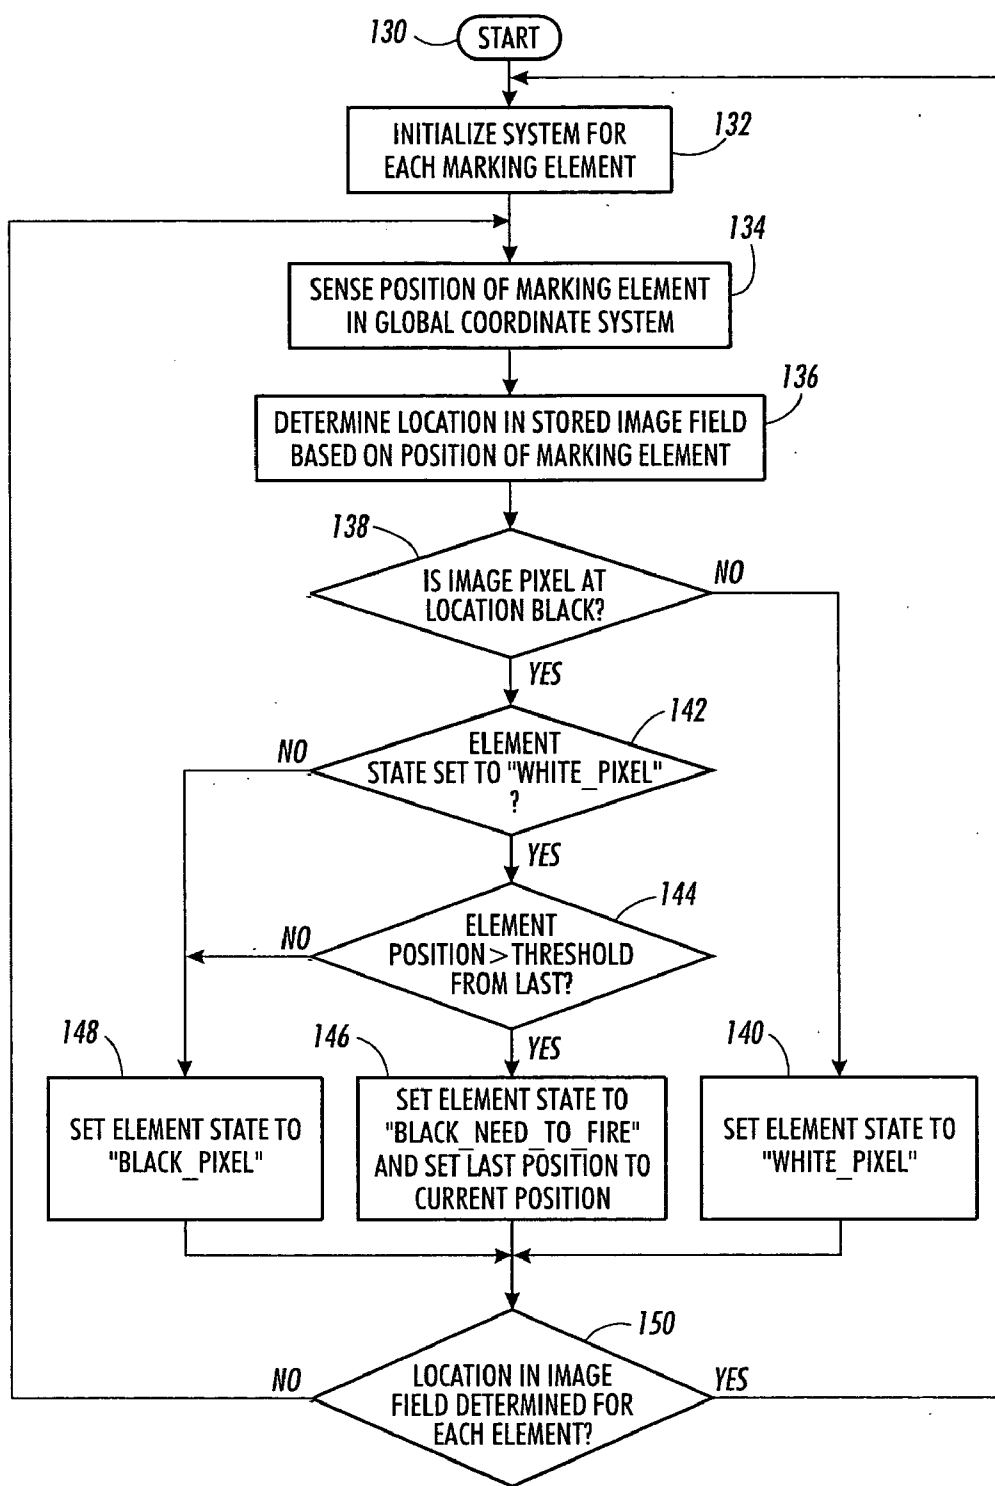 130
START
INITIALIZE SYSTEM FOR
EACH MARKING ELEMENT
132
134
SENSE POSITION OF MARKING ELEMENT
IN GLOBAL COORDINATE SYSTEM
136
DETERMINE LOCATION IN STORED IMAGE FIELD
BASED ON POSITION OF MARKING ELEMENT
138
IS IMAGE PIXEL AT
LOCATION BLACK?
NO
YES
142
NO
ELEMENT
STATE SET TO "WHITE_PIXEL"
?
YES
144
NO
ELEMENT
POSITION > THRESHOLD
FROM LAST?
YES
148
146
140
SET ELEMENT STATE TO
"BLACK_PIXEL"
SET ELEMENT STATE TO
"BLACK_NEED_TO_FIRE"
AND SET LAST POSITION TO
CURRENT POSITION
SET ELEMENT STATE TO
"WHITE_PIXEL"
150
NO
LOCATION IN IMAGE
FIELD DETERMINED FOR
EACH ELEMENT?
YES